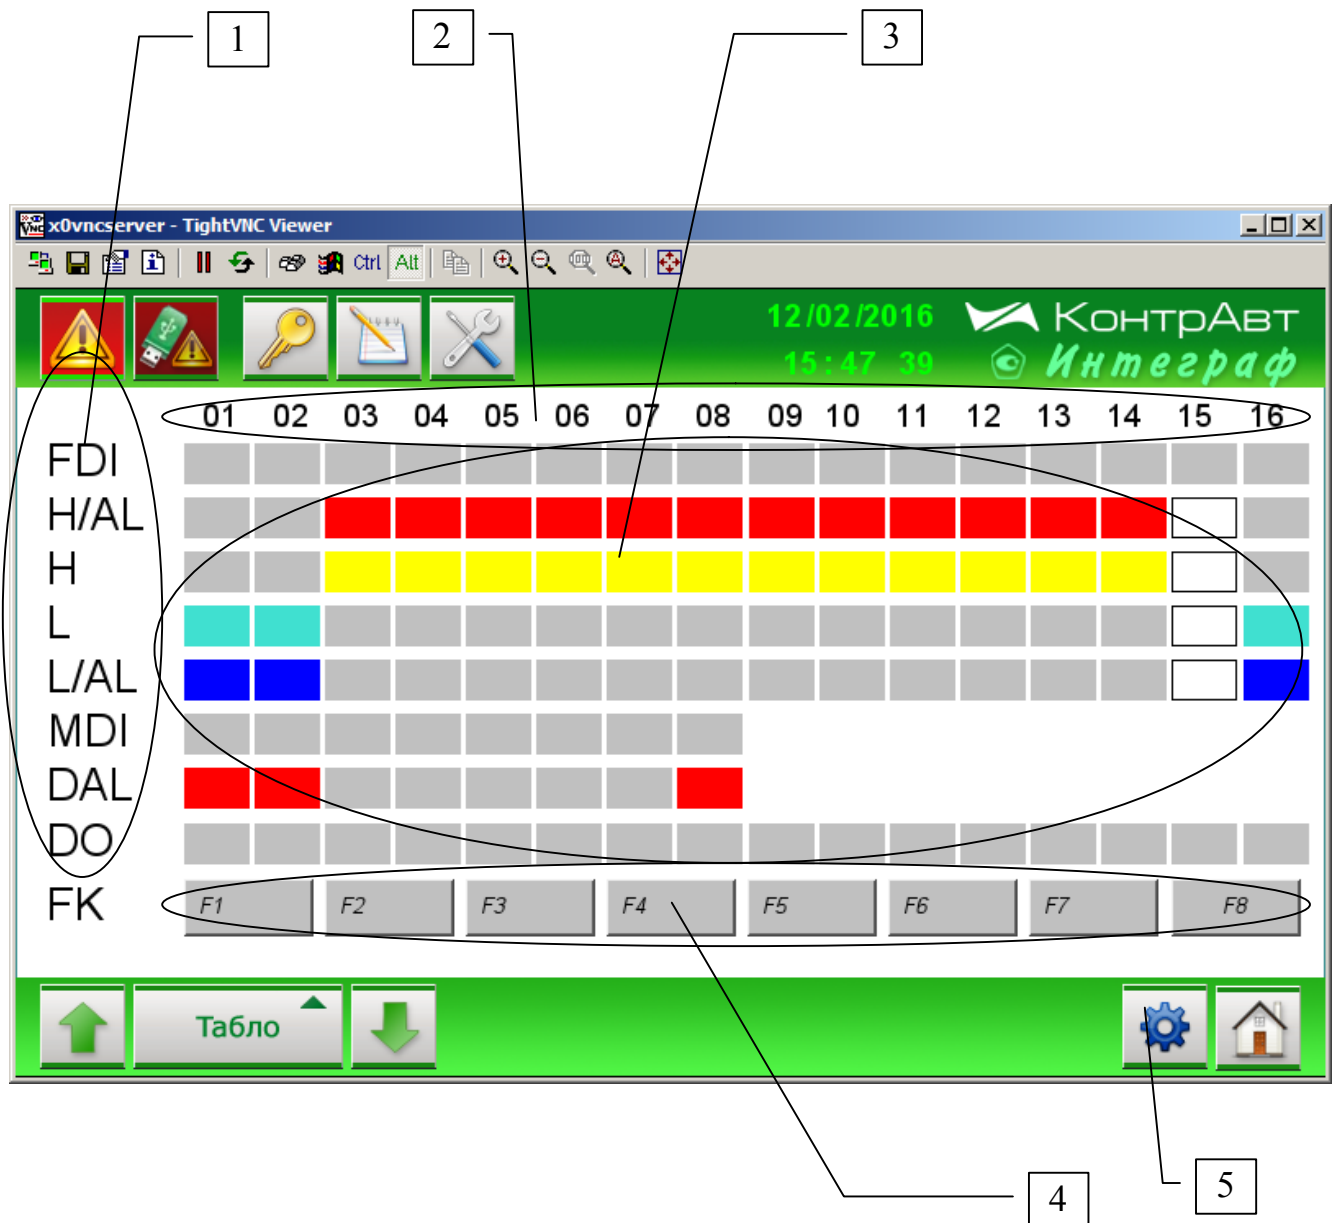 1 2 3
x0vncserver - TightVNC Viewer
Ctrl Alt
12/02/2016 КонтрАвт
15:47 39 Интеграф
01 02 03 04 05 06 07 08 09 10 11 12 13 14 15 16
FDI
H/AL
H
L
L/AL
MDI
DAL
DO
FK F1 F2 F3 F4 F5 F6 F7 F8
Табло
4 5